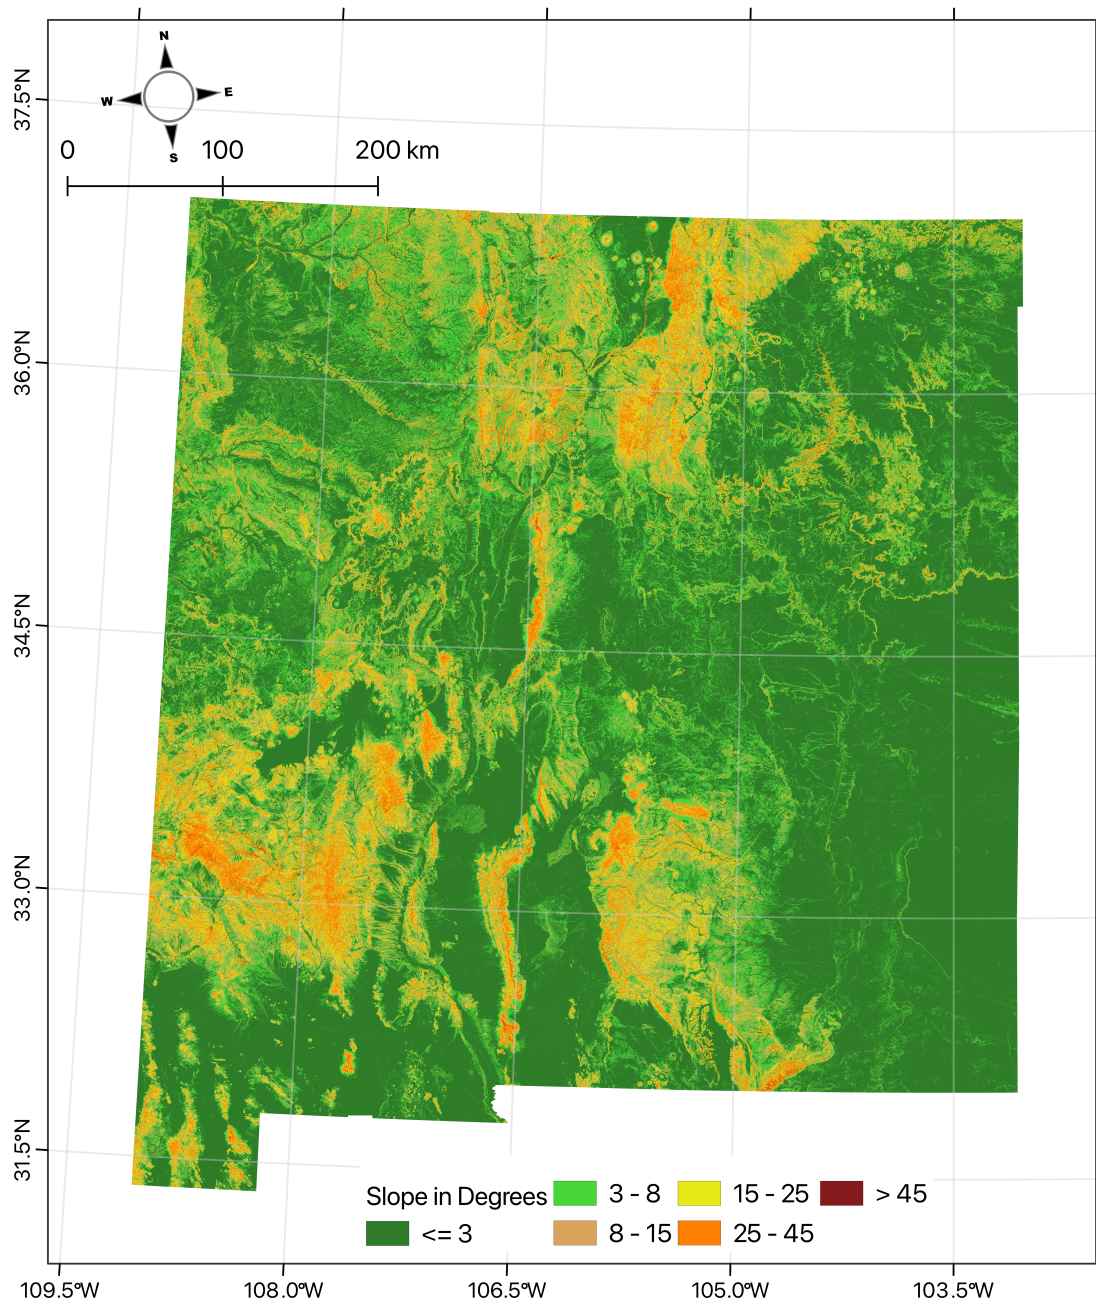 N
W E
S
0 100 200 km
37.5°N
36.0°N
34.5°N
33.0°N
31.5°N
Slope in Degrees
<= 3
3 - 8
8 - 15
15 - 25
25 - 45
> 45
109.5°W 108.0°W 106.5°W 105.0°W 103.5°W